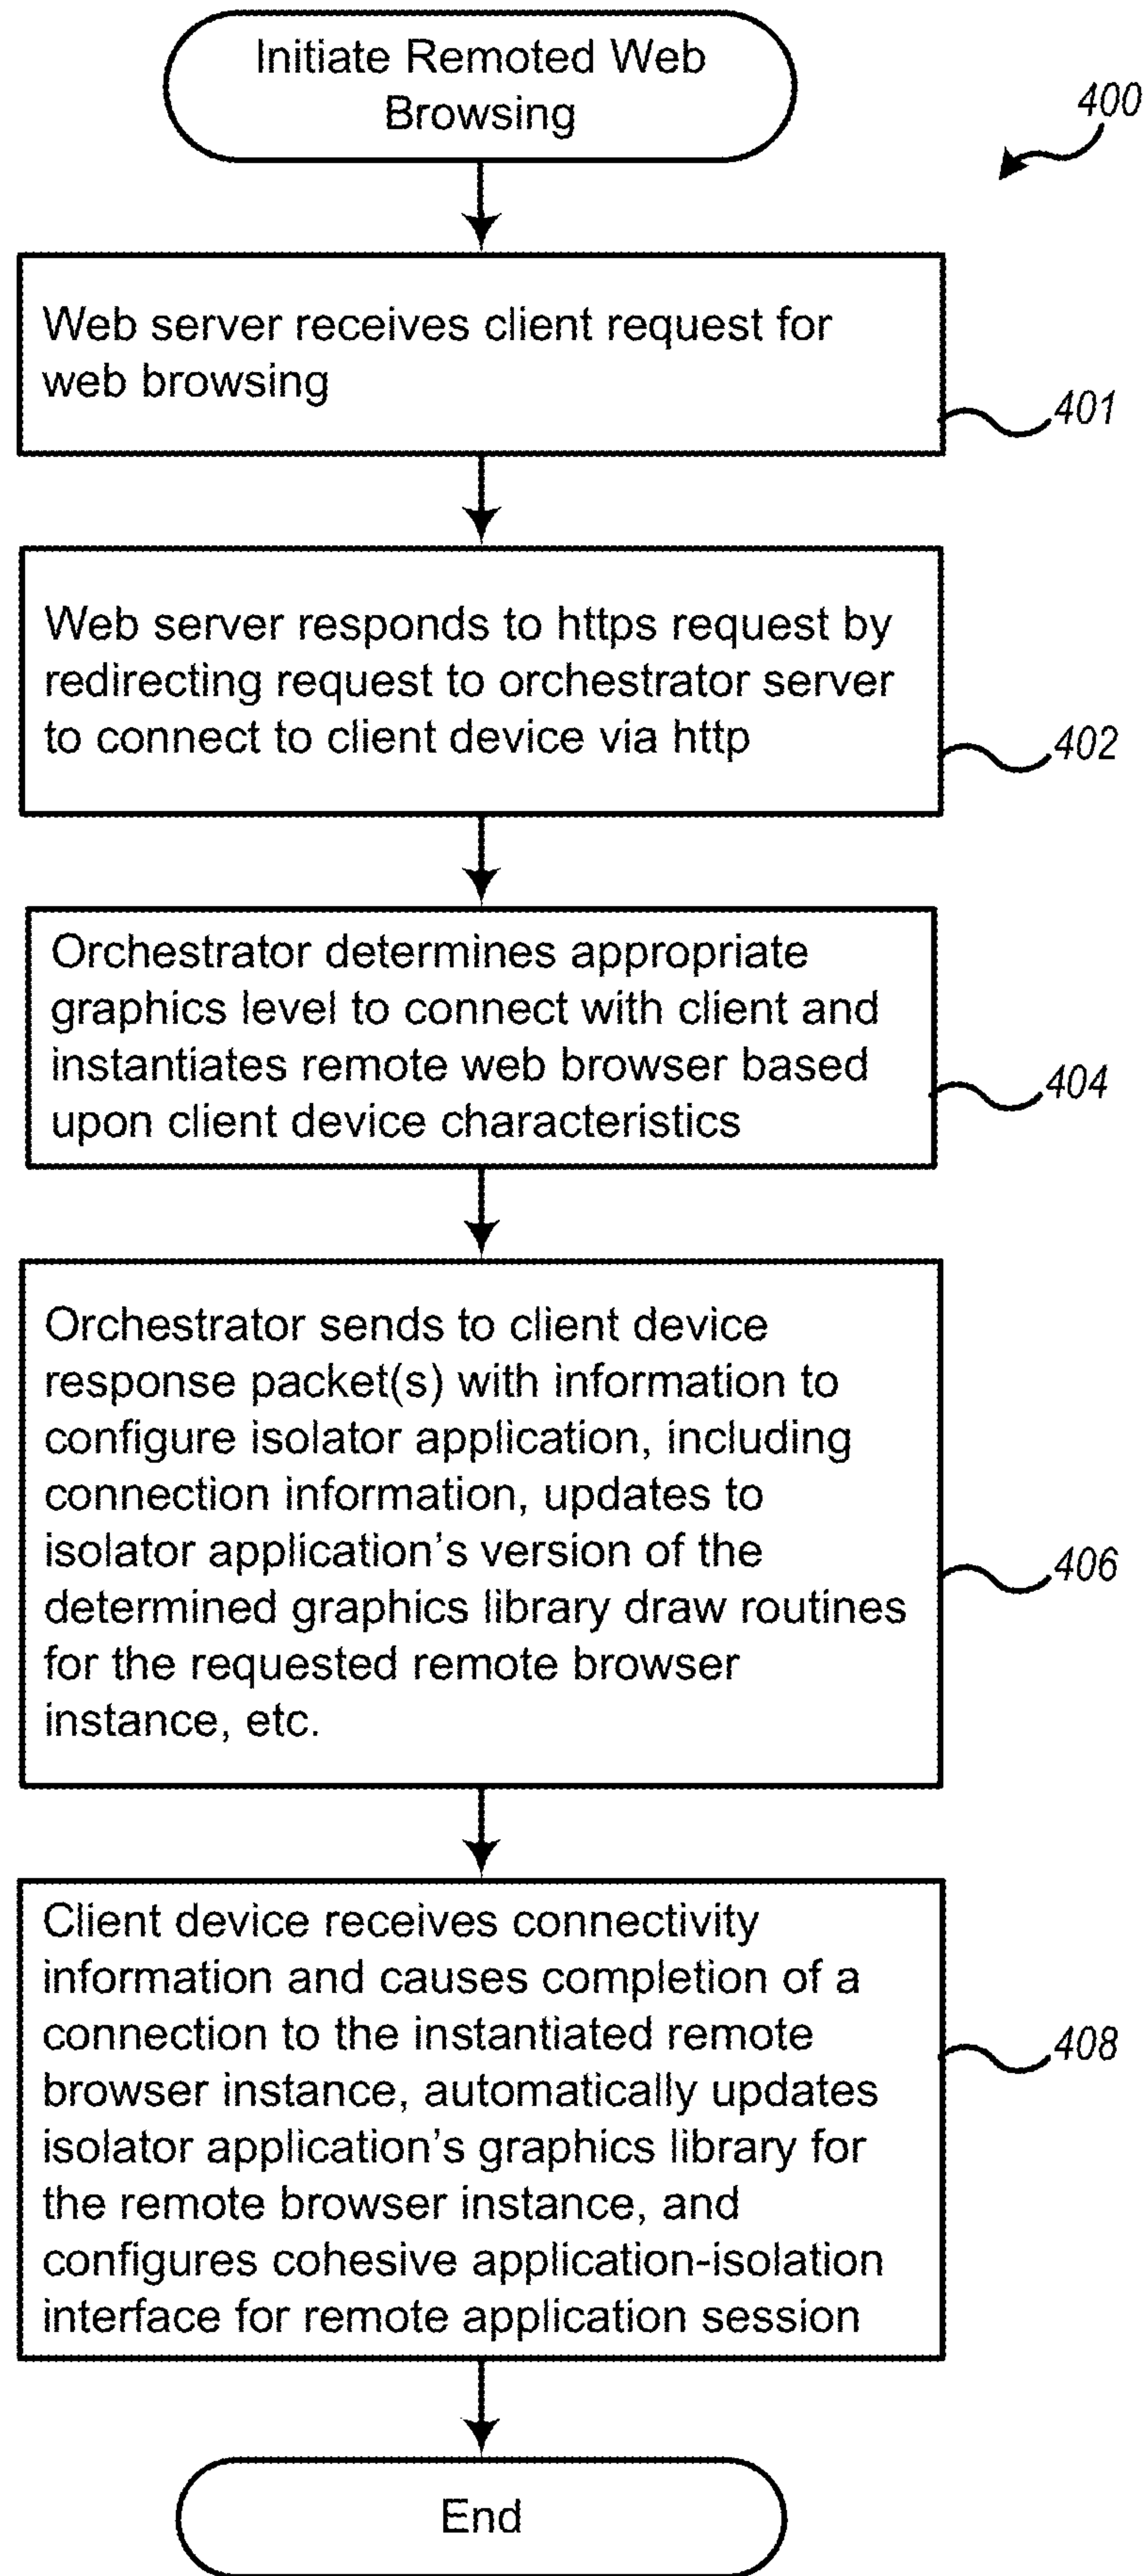 Initiate Remoted Web
Browsing
400
Web server receives client request for
web browsing
401
Web server responds to https request by
redirecting request to orchestrator server
to connect to client device via http
402
Orchestrator determines appropriate
graphics level to connect with client and
instantiates remote web browser based
upon client device characteristics
404
Orchestrator sends to client device
response packet(s) with information to
configure isolator application, including
connection information, updates to
isolator application's version of the
determined graphics library draw routines
for the requested remote browser
instance, etc.
406
Client device receives connectivity
information and causes completion of a
connection to the instantiated remote
browser instance, automatically updates
isolator application's graphics library for
the remote browser instance, and
configures cohesive application-isolation
interface for remote application session
408
End